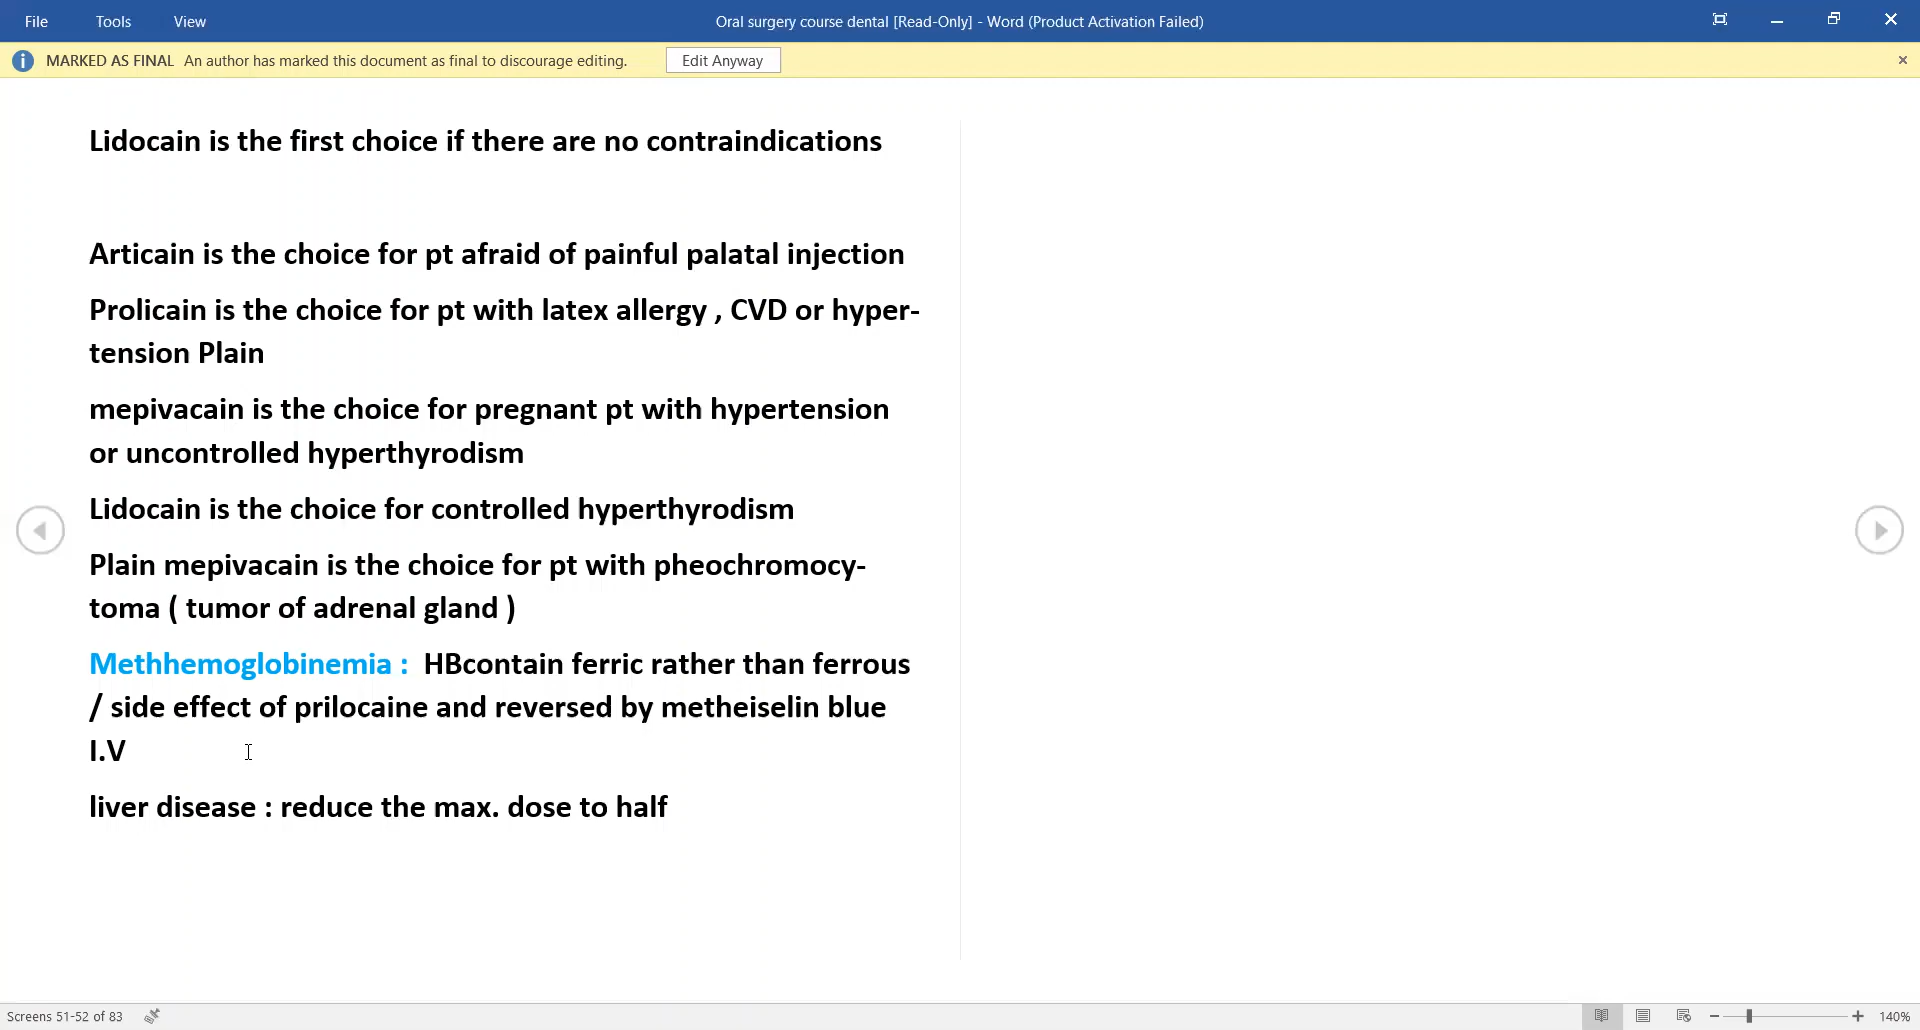 File Tools View Oral surgery course dental [Read-Only] - Word (Product Activation Failed)
MARKED AS FINAL An author has marked this document as final to discourage editing. Edit Anyway
Lidocain is the first choice if there are no contraindications
Articain is the choice for pt afraid of painful palatal injection
Prolicain is the choice for pt with latex allergy , CVD or hyper-
tension Plain
mepivacain is the choice for pregnant pt with hypertension
or uncontrolled hyperthyrodism
Lidocain is the choice for controlled hyperthyrodism
Plain mepivacain is the choice for pt with pheochromocy-
toma ( tumor of adrenal gland )
Methhemoglobinemia : HBcontain ferric rather than ferrous
/ side effect of prilocaine and reversed by metheiselin blue
I.V
liver disease : reduce the max. dose to half
Screens 51-52 of 83 140%